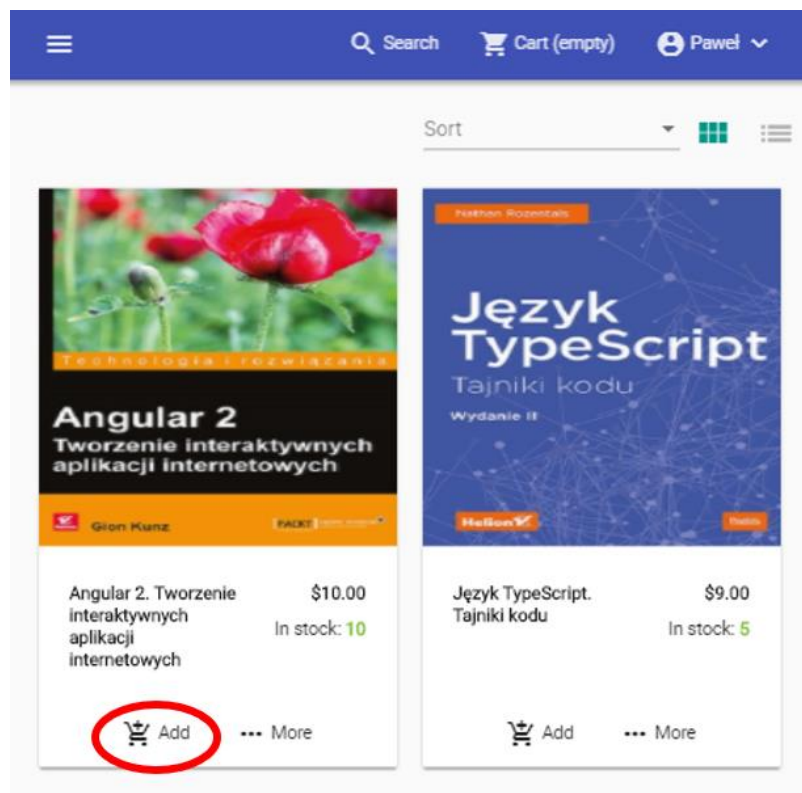 Search
Cart (empty)
Paweł
Sort
Technologia i rozwiązania
Angular 2
Tworzenie interaktywnych
aplikacji internetowych
Gion Kunz
PACKT
Nathan Rozentals
Język
TypeScript
Tajniki kodu
Wydanie II
Helion
Angular 2. Tworzenie
interaktywnych
aplikacji
internetowych
$10.00
In stock: 10
Add
More
Język TypeScript.
Tajniki kodu
$9.00
In stock: 5
Add
More